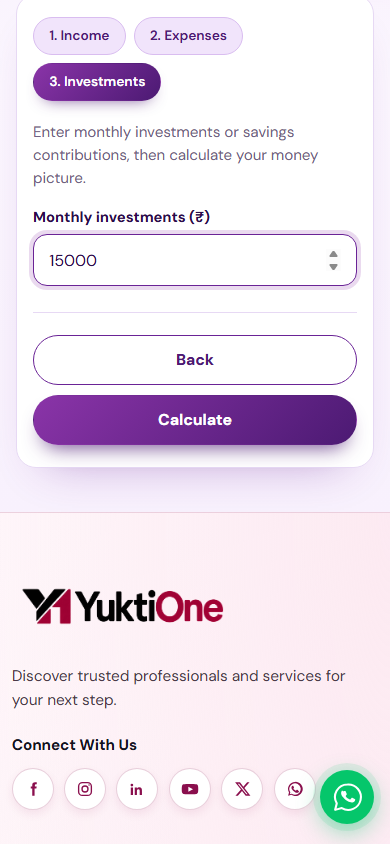 1. Income
2. Expenses
3. Investments
Enter monthly investments or savings
contributions, then calculate your money
picture.
Monthly investments (₹)
15000
Back
Calculate
YuktiOne
Discover trusted professionals and services for
your next step.
Connect With Us